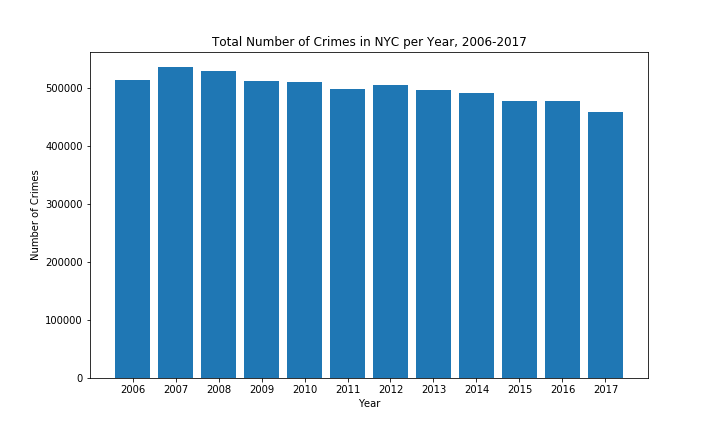 Total Number of Crimes in NYC per Year, 2006-2017
500000
400000
300000
200000
100000
0
Number of Crimes
2006 2007 2008 2009 2010 2011 2012 2013 2014 2015 2016 2017
Year